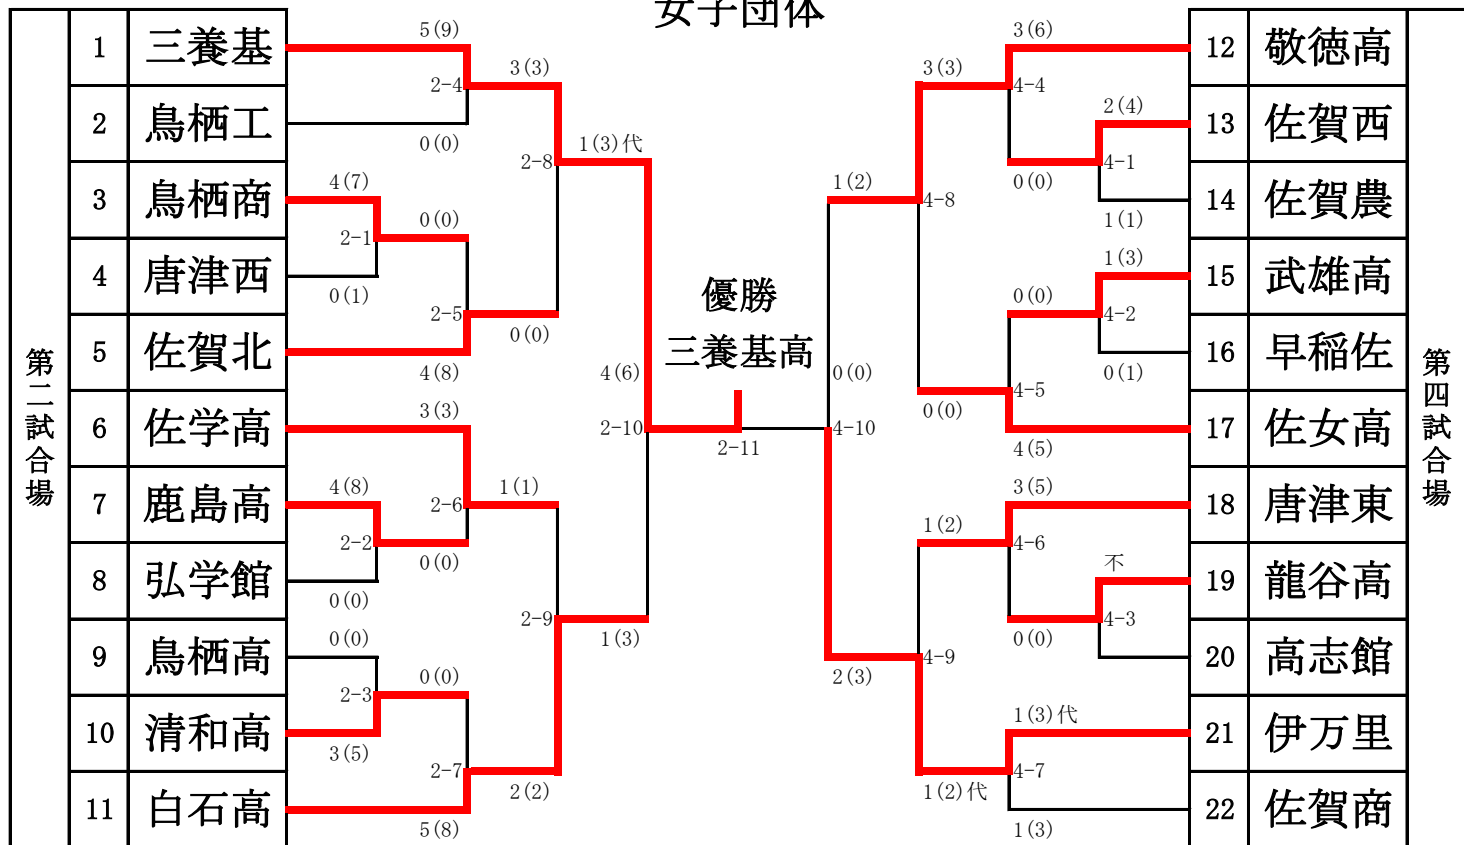 女子団体
第二試合場
1 三養基
2 鳥栖工
3 鳥栖商
4 唐津西
5 佐賀北
6 佐学高
7 鹿島高
8 弘学館
9 鳥栖高
10 清和高
11 白石高
5(9)
2-4
0(0)
4(7)
2-1
0(1)
0(0)
2-5
4(8)
3(3)
4(8)
2-2
0(0)
2-6
0(0)
0(0)
2-3
3(5)
0(0)
2-7
5(8)
3(3)
2-8
0(0)
1(1)
2-9
2(2)
1(3)代
4(6)
2-10
1(3)
優勝
三養基高
2-11
1(2)
0(0)
4-10
2(3)
3(3)
4-8
0(0)
1(2)
4-9
1(2)代
3(6)
4-4
0(0)
2(4)
4-1
1(1)
0(0)
1(3)
4-2
0(1)
4-5
4(5)
3(5)
4-6
0(0)
不
4-3
1(3)代
4-7
1(3)
12 敬徳高
13 佐賀西
14 佐賀農
15 武雄高
16 早稲佐
17 佐女高
18 唐津東
19 龍谷高
20 高志館
21 伊万里
22 佐賀商
第四試合場